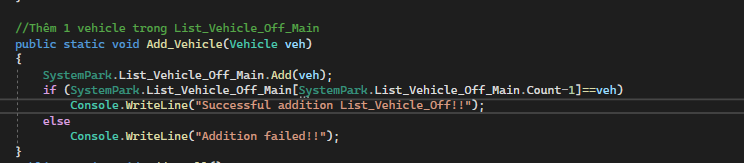 //Thêm 1 vehicle trong List_Vehicle_Off_Main
public static void Add_Vehicle(Vehicle veh)
{
SystemPark.List_Vehicle_Off_Main.Add(veh);
if (SystemPark.List_Vehicle_Off_Main[SystemPark.List_Vehicle_Off_Main.Count-1]==veh)
Console.WriteLine("Successful addition List_Vehicle_Off!!");
else
Console.WriteLine("Addition failed!!");
}